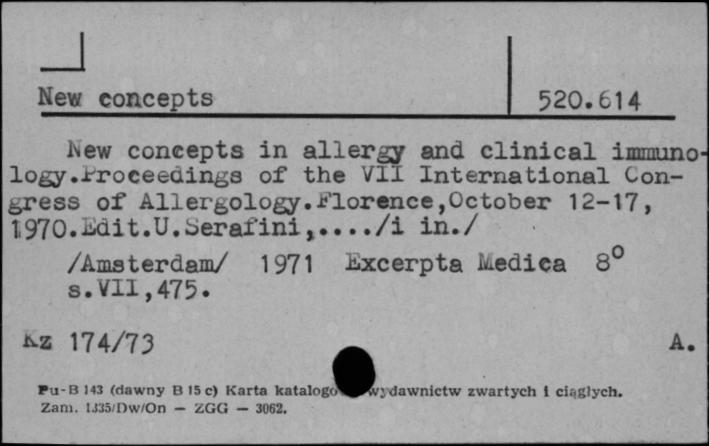 New concepts
520.614
New concepts in allergy and clinical immuno-
logy.Proceedings of the VII International Con-
gress of Allergology.Florence,October 12-17,
1970.Edit.U.Serafini,..../i in./
/Amsterdam/ 1971 Excerpta Medica 8°
s.VII,475.
Kz 174/73 A.
Pu-B 143 (dawny B 15 c) Karta katalogo wydawnictw zwartych i ciągłych.
Zam. 1335/Dw/On — ZGG — 3062.